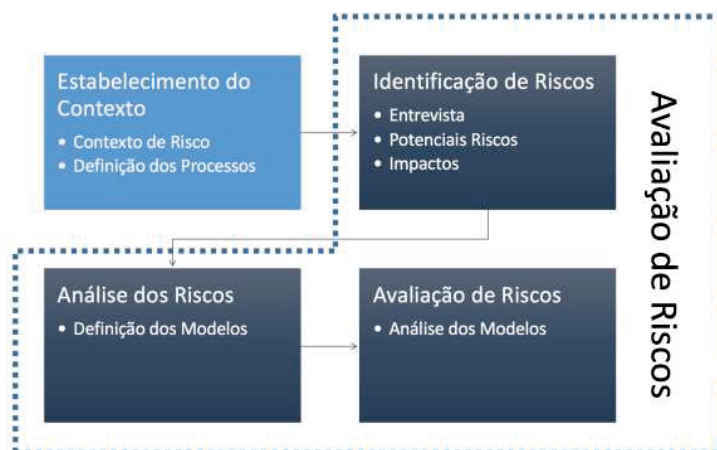 Estabelecimento do
Contexto
• Contexto de Risco
• Definição dos Processos
Identificação de Riscos
• Entrevista
• Potenciais Riscos
• Impactos
Análise dos Riscos
• Definição dos Modelos
Avaliação de Riscos
• Análise dos Modelos
Avaliação de Riscos